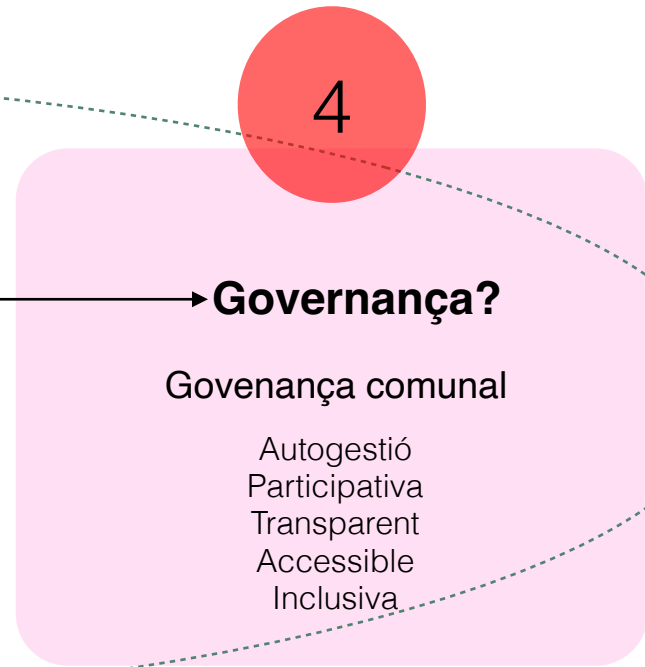 4
Governança?
Govenança comunal
Autogestió
Participativa
Transparent
Accessible
Inclusiva